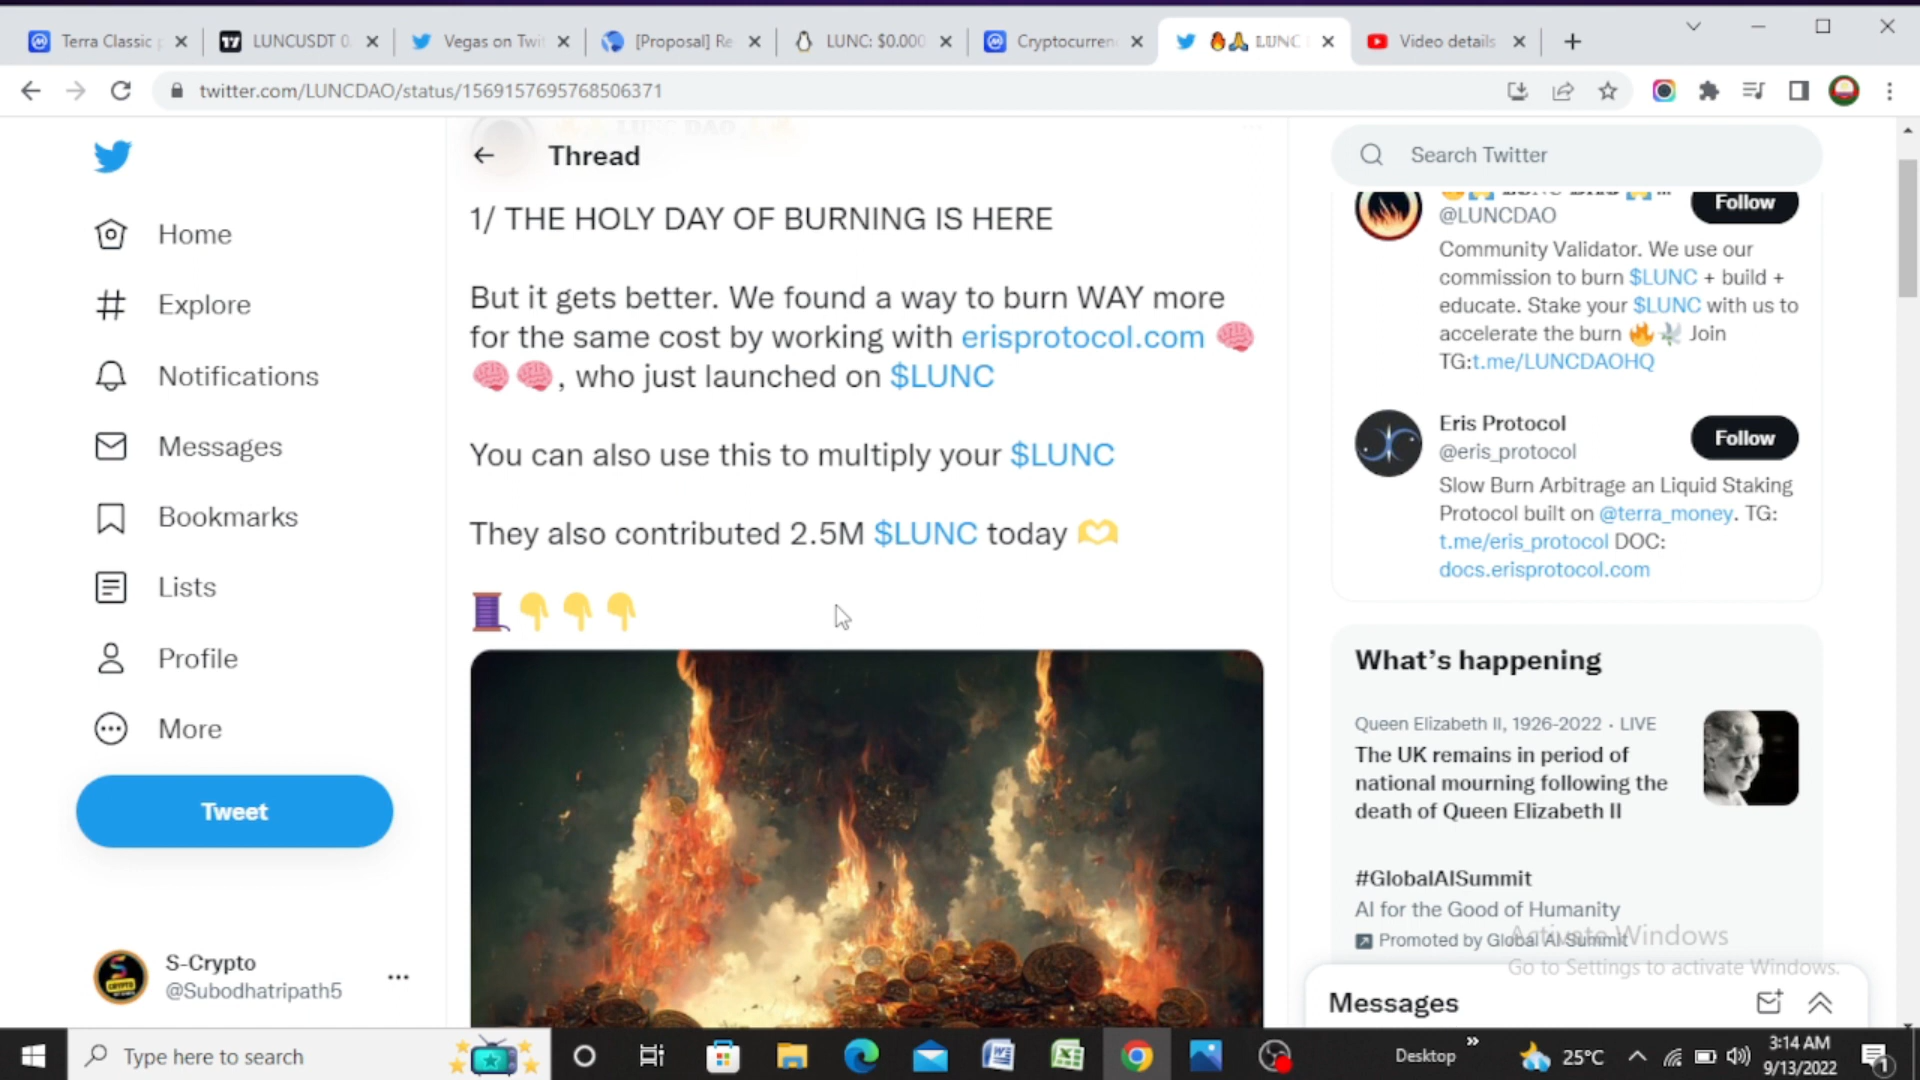 Terra Classic p
LUNCUSDT 0.
Vegas on Twi
[Proposal] Re
LUNC: $0.000
Cryptocurren
LUNC
Video details
twitter.com/LUNCDAO/status/1569157695768506371
LUNC DAO
Thread
1/ THE HOLY DAY OF BURNING IS HERE
But it gets better. We found a way to burn WAY more
for the same cost by working with erisprotocol.com 🧠
🧠🧠, who just launched on $LUNC
You can also use this to multiply your $LUNC
They also contributed 2.5M $LUNC today 🫶
🧵👇👇👇
Home
Explore
Notifications
Messages
Bookmarks
Lists
Profile
More
Tweet
S-Crypto
@Subodhatripath5
Search Twitter
@LUNCDAO
Follow
Community Validator. We use our
commission to burn $LUNC + build +
educate. Stake your $LUNC with us to
accelerate the burn 🔥🕊️ Join
TG:t.me/LUNCDAOHQ
Eris Protocol
@eris_protocol
Follow
Slow Burn Arbitrage an Liquid Staking
Protocol built on @terra_money. TG:
t.me/eris_protocol DOC:
docs.erisprotocol.com
What's happening
Queen Elizabeth II, 1926-2022 · LIVE
The UK remains in period of
national mourning following the
death of Queen Elizabeth II
#GlobalAISummit
AI for the Good of Humanity
Promoted by Global AI Summit
Activate Windows
Go to Settings to activate Windows.
Messages
Type here to search
Desktop
25°C
3:14 AM
9/13/2022
1